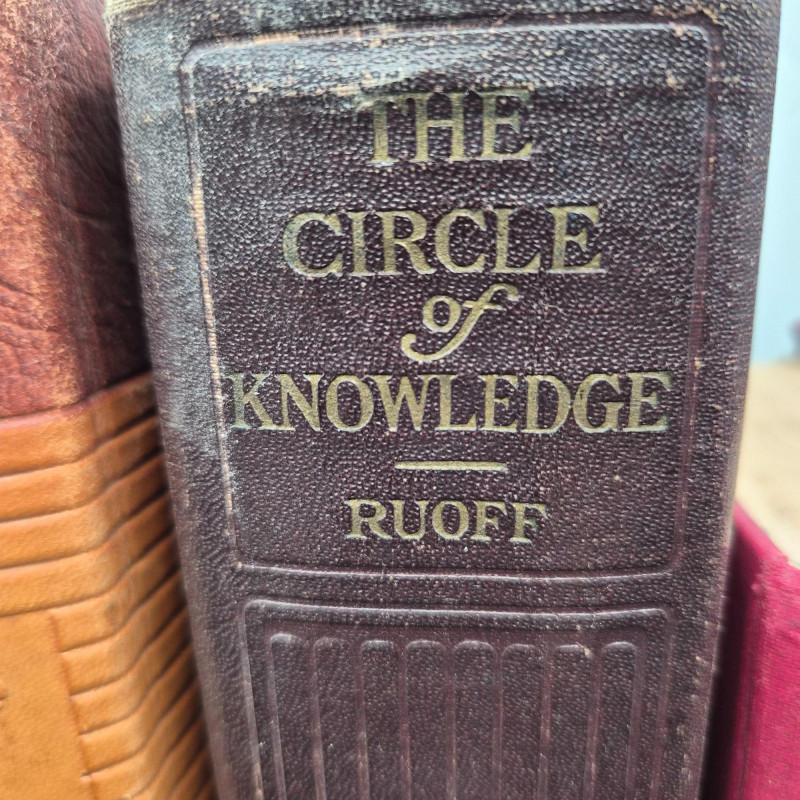 THE
CIRCLE
of
KNOWLEDGE
RUOFF